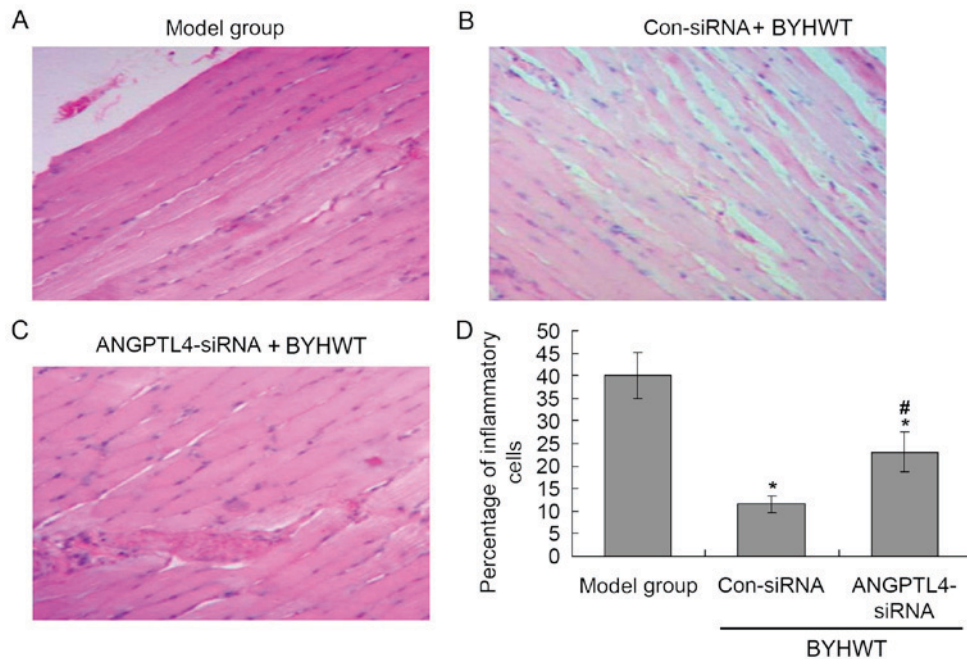 A
Model group
B
Con-siRNA + BYHWT
C
ANGPTL4-siRNA + BYHWT
D
Percentage of inflammatory
cells
50
45
40
35
30
25
20
15
10
5
0
*
#
*
Model group
Con-siRNA
ANGPTL4-
siRNA
BYHWT